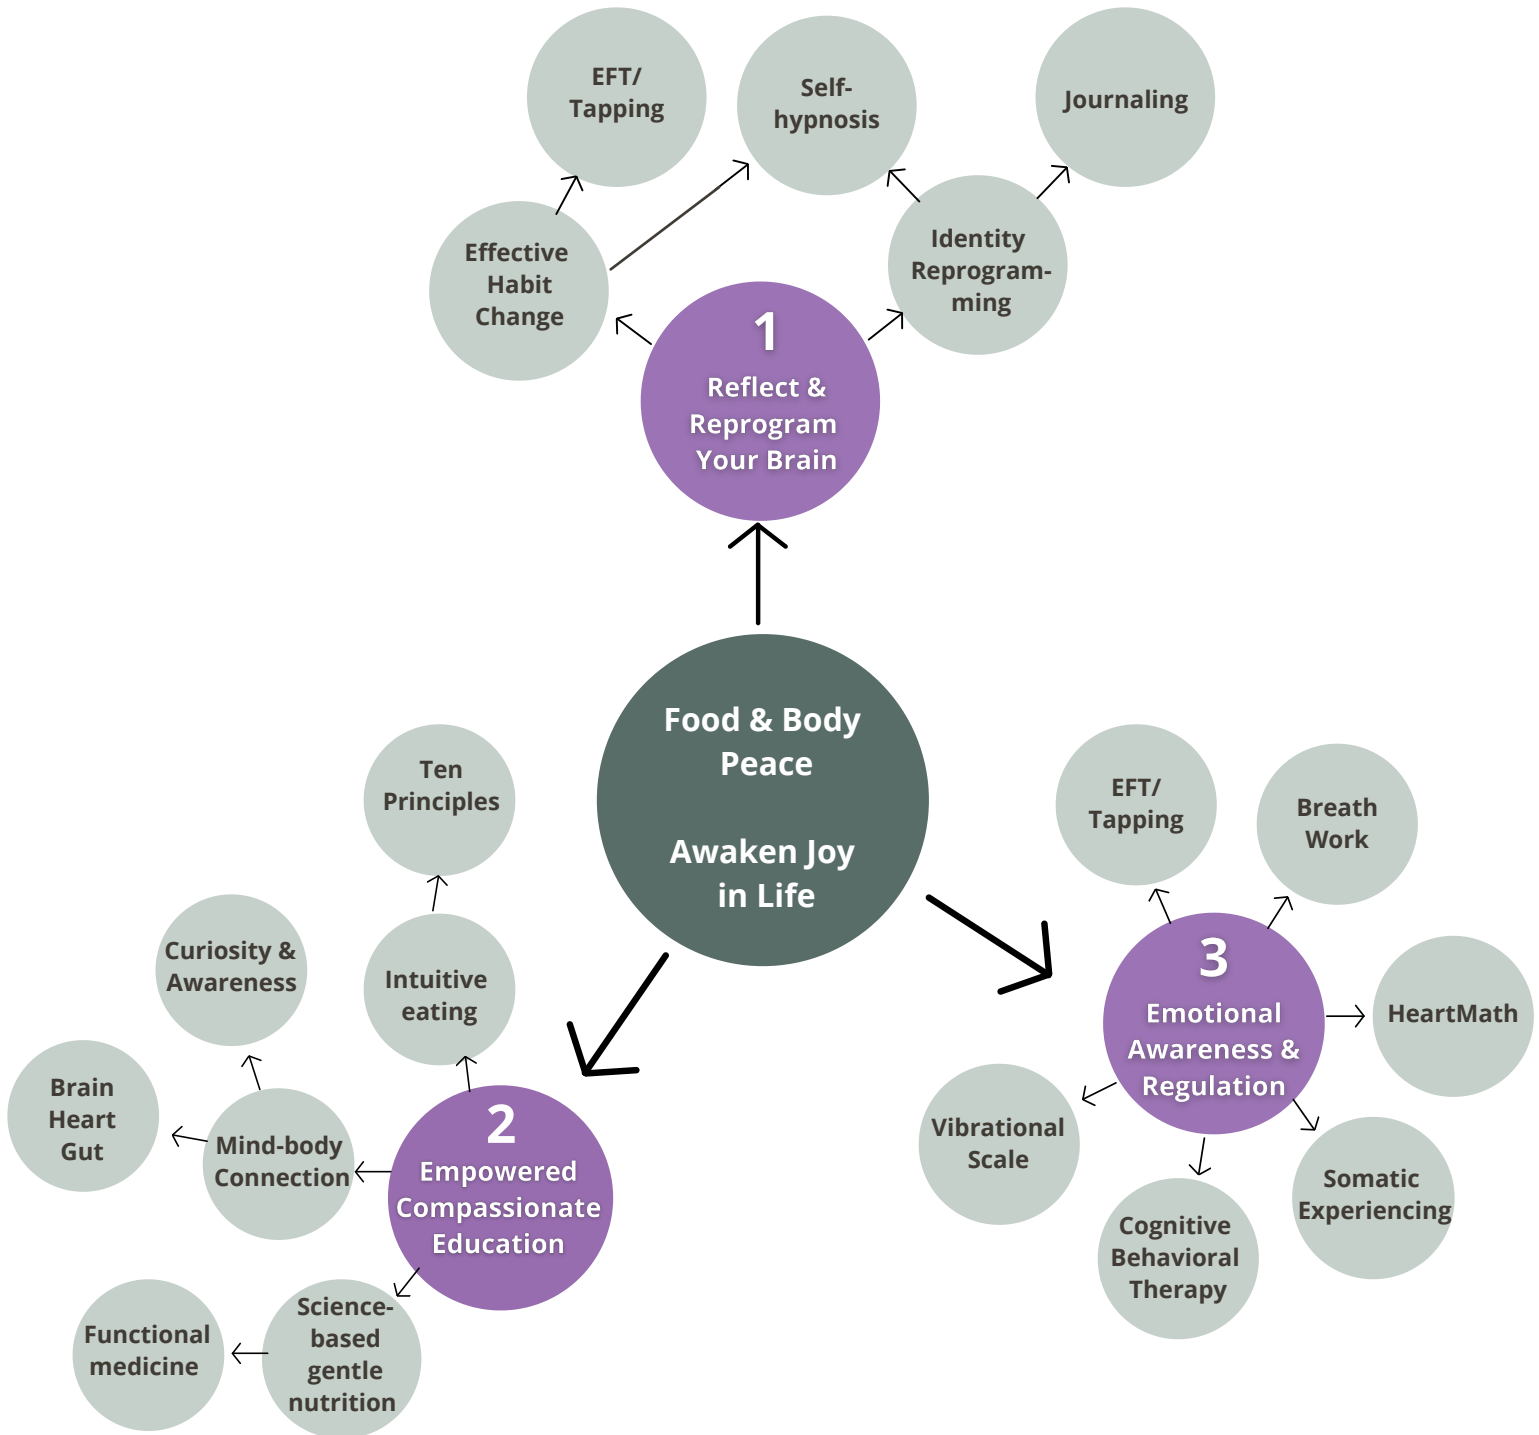 EFT/
Tapping
Self-
hypnosis
Journaling
Effective
Habit
Change
Identity
Reprogram-
ming
1
Reflect &
Reprogram
Your Brain
Food & Body
Peace
Awaken Joy
in Life
Ten
Principles
Intuitive
eating
Curiosity &
Awareness
Brain
Heart
Gut
Mind-body
Connection
2
Empowered
Compassionate
Education
Science-
based
gentle
nutrition
Functional
medicine
EFT/
Tapping
Breath
Work
3
Emotional
Awareness &
Regulation
HeartMath
Vibrational
Scale
Cognitive
Behavioral
Therapy
Somatic
Experiencing